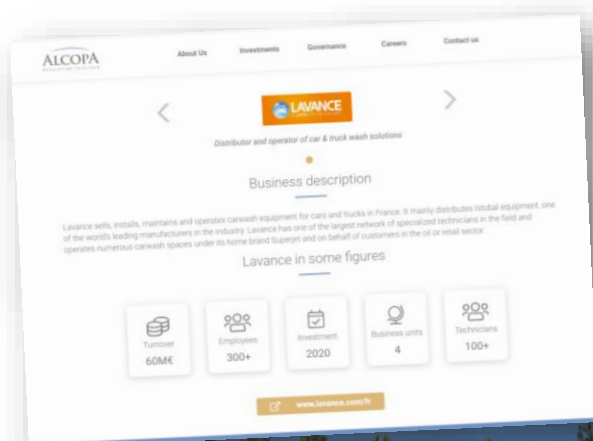 ALCOPA
About Us
Investments
Governance
Careers
Contact us
LAVANCE
Distributor and operator of car & truck wash solutions
Business description
Lavance sells, installs, maintains and operates carwash equipment for cars and trucks in France. It mainly distributes Istobal equipment, one
of the world's leading manufacturers in the industry. Lavance has one of the largest network of specialized technicians in the field and
operates numerous carwash spaces under its home brand Superjet and on behalf of customers in the oil or retail sector.
Lavance in some figures
Turnover
60M€
Employees
300+
Investment
2020
Business units
4
Technicians
100+
www.lavance.com/fr